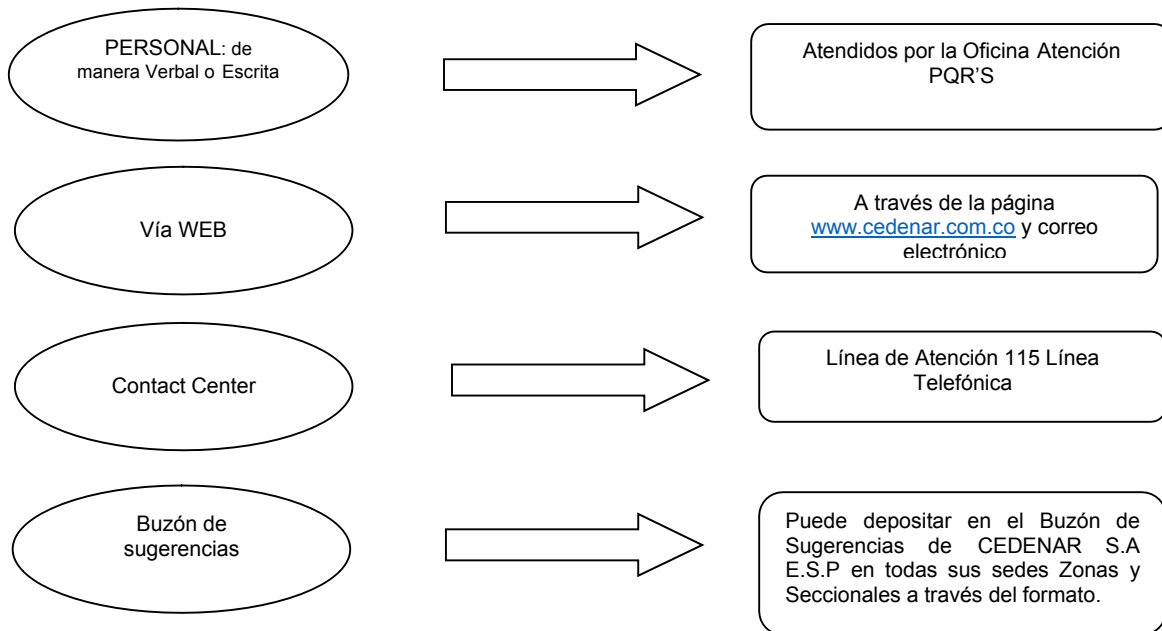 PERSONAL: de
manera Verbal o Escrita
Atendidos por la Oficina Atención
PQR'S
Vía WEB
A través de la página
www.cedenar.com.co y correo
electrónico
Contact Center
Línea de Atención 115 Línea
Telefónica
Buzón de
sugerencias
Puede depositar en el Buzón de
Sugerencias de CEDENAR S.A
E.S.P en todas sus sedes Zonas y
Seccionales a través del formato.